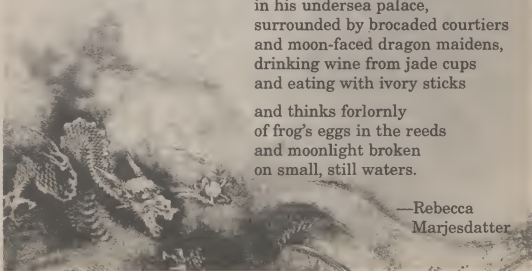 in his undersea palace,
surrounded by brocaded courtiers
and moon-faced dragon maidens,
drinking wine from jade cups
and eating with ivory sticks
and thinks forlornly
of frog's eggs in the reeds
and moonlight broken
on small, still waters.
—Rebecca
Marjesdatter